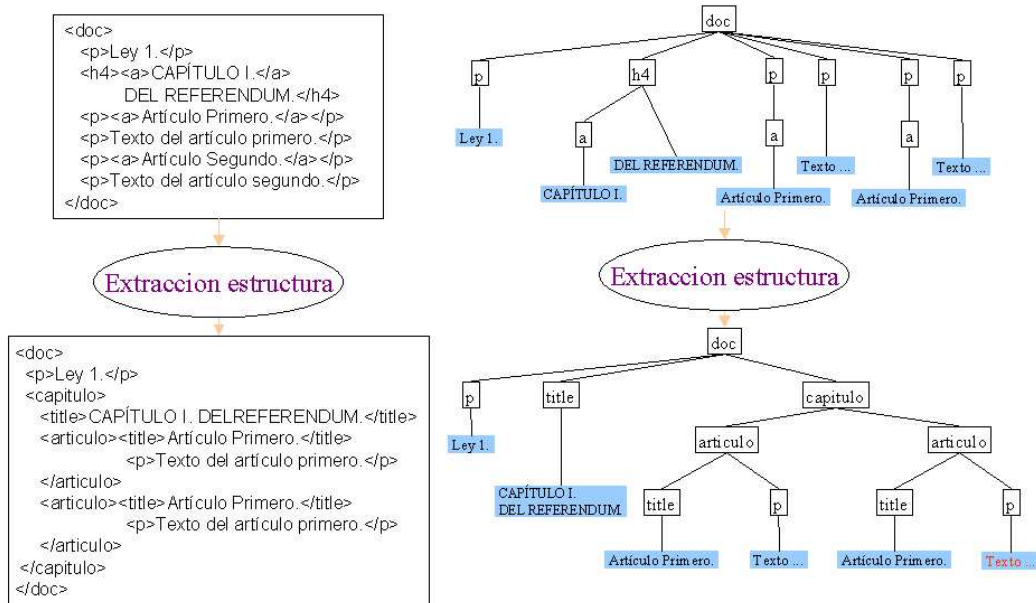 <doc>
<p>Ley 1.</p>
<h4><a>CAPÍTULO I.</a>
DEL REFERENDUM.</h4>
<p><a>Artículo Primero.</a></p>
<p>Texto del artículo primero.</p>
<p><a>Artículo Segundo.</a></p>
<p>Texto del artículo segundo.</p>
</doc>
Extraccion estructura
<doc>
<p>Ley 1.</p>
<capitulo>
<title>CAPÍTULO I. DELREFERENDUM.</title>
<articulo><title>Artículo Primero.</title>
<p>Texto del artículo primero.</p>
</articulo>
<articulo><title>Artículo Primero.</title>
<p>Texto del artículo primero.</p>
</articulo>
</capitulo>
</doc>
doc
p h4 p p p p
Ley 1. a DEL REFERENDUM. a Texto ... a Texto ...
CAPÍTULO I. Artículo Primero. Artículo Primero.
Extraccion estructura
doc
p title capitulo
Ley 1. articulo articulo
CAPÍTULO I.
DEL REFERENDUM.
title p title p
Artículo Primero. Texto ... Artículo Primero. Texto ...